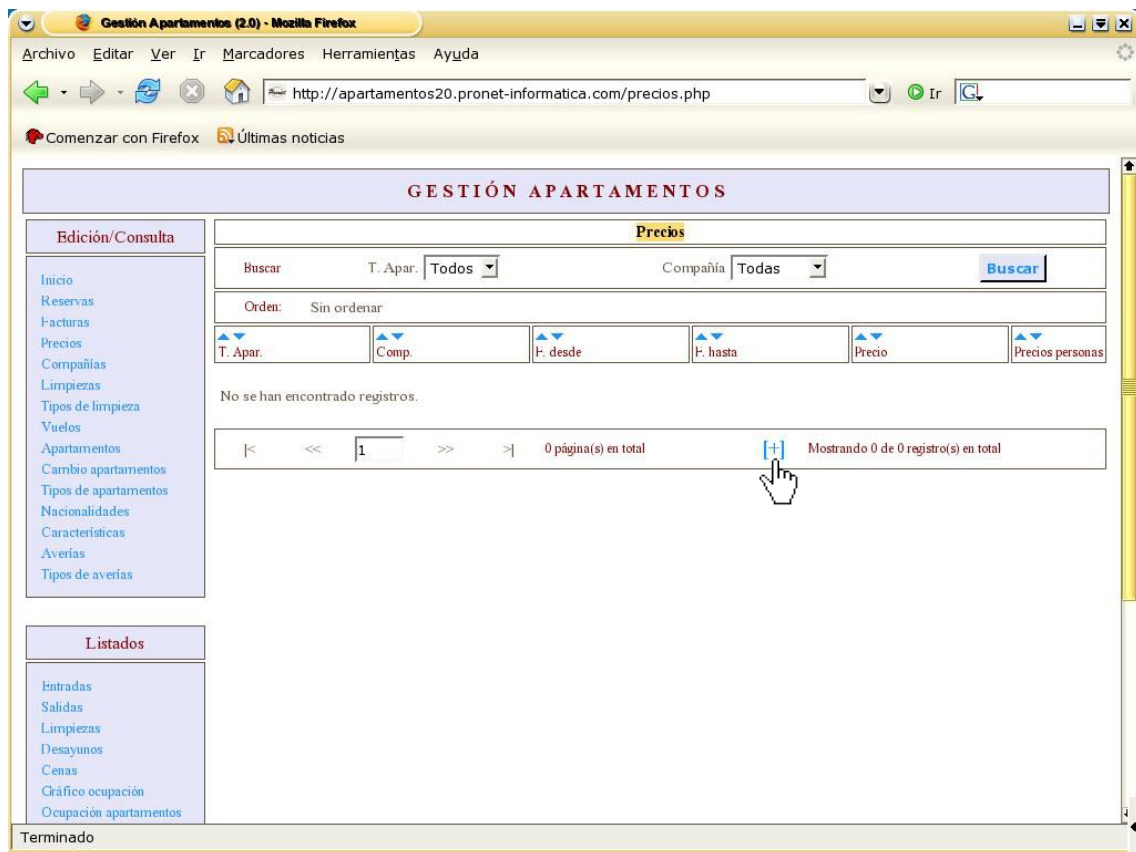 Gestión Apartamentos (2.0) - Mozilla Firefox
Archivo Editar Ver Ir Marcadores Herramientas Ayuda
http://apartamentos20.pronet-informatica.com/precios.php Ir G
Comenzar con Firefox Últimas noticias
GESTIÓN APARTAMENTOS
Edición/Consulta
Inicio
Reservas
Facturas
Precios
Compañías
Limpiezas
Tipos de limpieza
Vuelos
Apartamentos
Cambio apartamentos
Tipos de apartamentos
Nacionalidades
Características
Averías
Tipos de averías
Listados
Entradas
Salidas
Limpiezas
Desayunos
Cenas
Gráfico ocupación
Ocupación apartamentos
Precios
Buscar T. Apar. Todos Compañía Todas Buscar
Orden: Sin ordenar
T. Apar. Comp. F. desde F. hasta Precio Precios personas
No se han encontrado registros.
|< << 1 >> >| 0 página(s) en total [+] Mostrando 0 de 0 registro(s) en total
Terminado